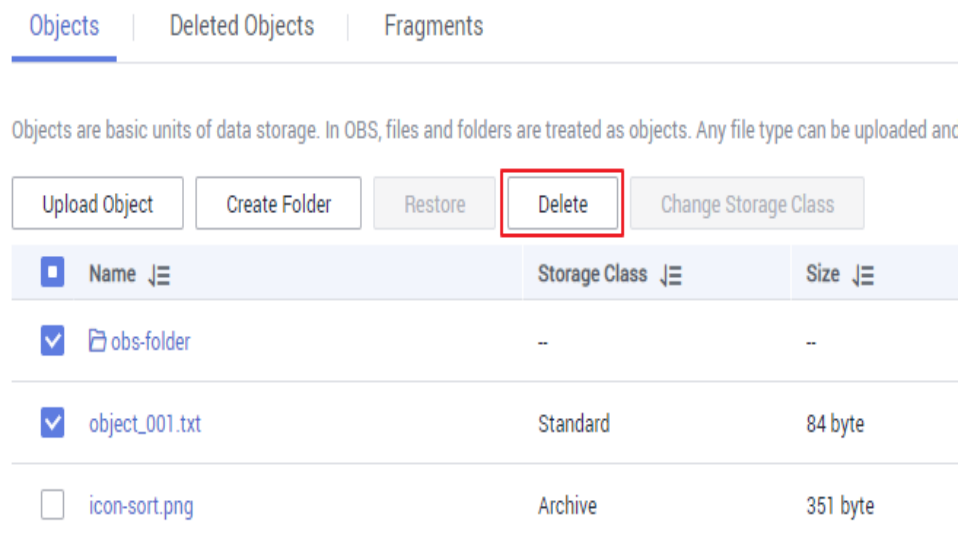 Objects Deleted Objects Fragments
Objects are basic units of data storage. In OBS, files and folders are treated as objects. Any file type can be uploaded and
Upload Object Create Folder Restore Delete Change Storage Class
Name Storage Class Size
obs-folder -- --
object_001.txt Standard 84 byte
icon-sort.png Archive 351 byte